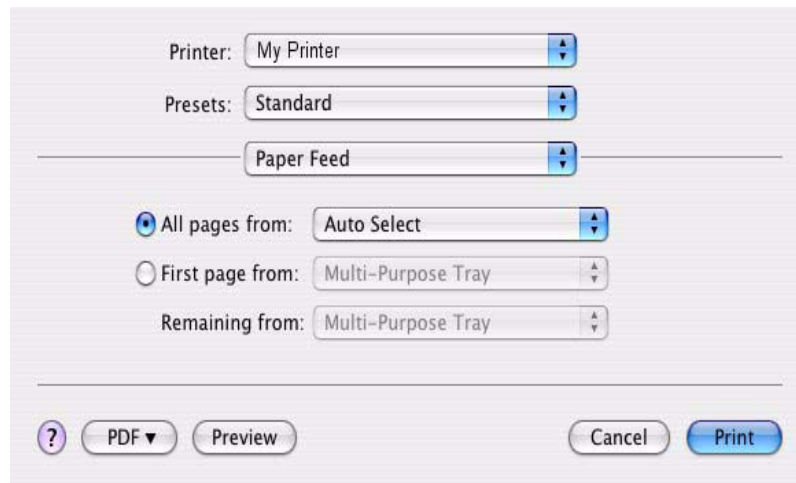 Printer: My Printer
Presets: Standard
Paper Feed
All pages from: Auto Select
First page from: Multi-Purpose Tray
Remaining from: Multi-Purpose Tray
? PDF ▼ Preview Cancel Print